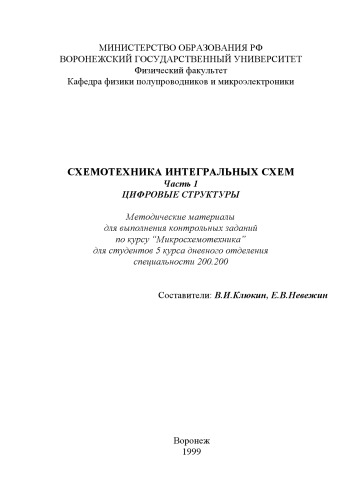 МИНИСТЕРСТВО ОБРАЗОВАНИЯ РФ
ВОРОНЕЖСКИЙ ГОСУДАРСТВЕННЫЙ УНИВЕРСИТЕТ
Физический факультет
Кафедра физики полупроводников и микроэлектроники
СХЕМОТЕХНИКА ИНТЕГРАЛЬНЫХ СХЕМ
Часть 1
ЦИФРОВЫЕ СТРУКТУРЫ
Методические материалы
для выполнения контрольных заданий
по курсу "Микросхемотехника"
для студентов 5 курса дневного отделения
специальности 200.200
Составители: В.И.Клюкин, Е.В.Невежин
Воронеж
1999